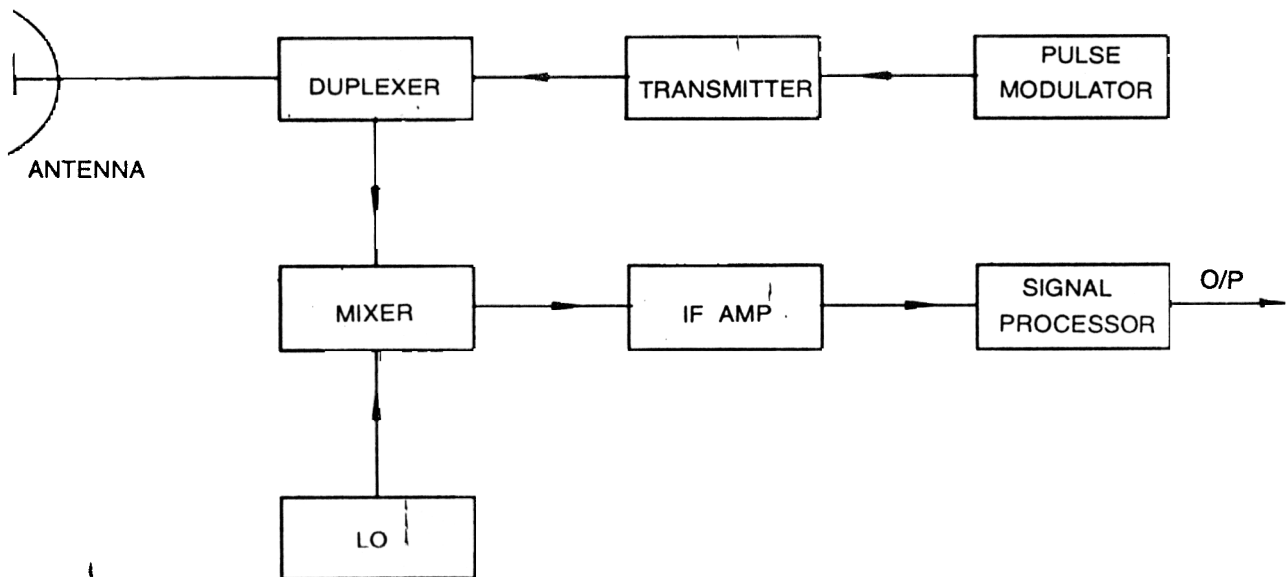 DUPLEXER
TRANSMITTER
PULSE
MODULATOR
ANTENNA
MIXER
IF AMP
SIGNAL
PROCESSOR
O/P
LO